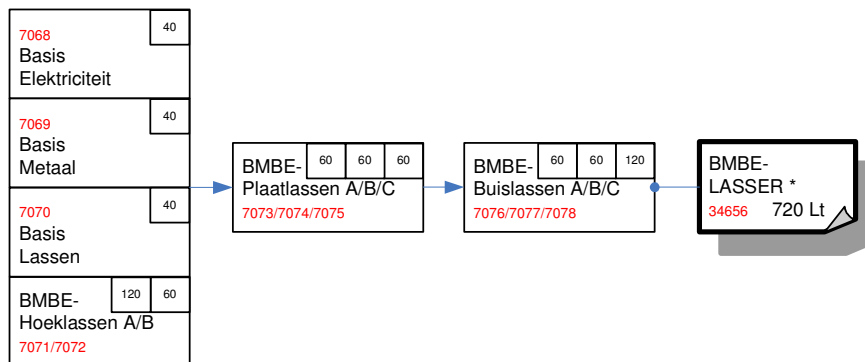 7068
40
Basis
Elektriciteit
7069
40
Basis
Metaal
7070
40
Basis
Lassen
BMBE-
120
60
Hoeklassen A/B
7071/7072
BMBE-
60
60
60
Plaatlassen A/B/C
7073/7074/7075
BMBE-
60
60
120
Buislassen A/B/C
7076/7077/7078
BMBE-
LASSER *
34656 720 Lt